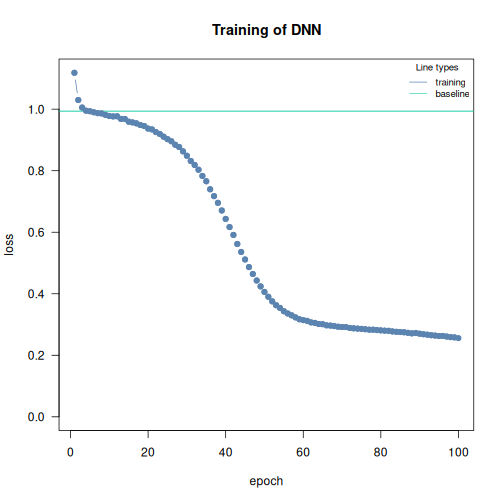 Training of DNN
Line types
training
baseline
1.0
0.8
0.6
0.4
0.2
0.0
loss
0 20 40 60 80 100
epoch